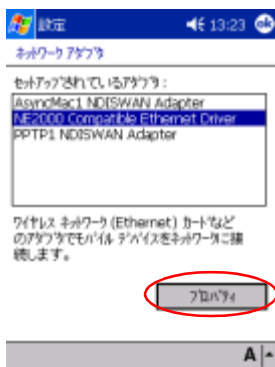 設定 13:23 ok
ネットワーク アダプタ
セットアップされているアダプタ:
AsyncMac1 NDISWAN Adapter
NE2000 Compatible Ethernet Driver
PPTP1 NDISWAN Adapter
ワイヤレス ネットワーク (Ethernet) カードなど
のアダプタでモバイル デバイスをネットワークに接
続します。
プロパティ
A